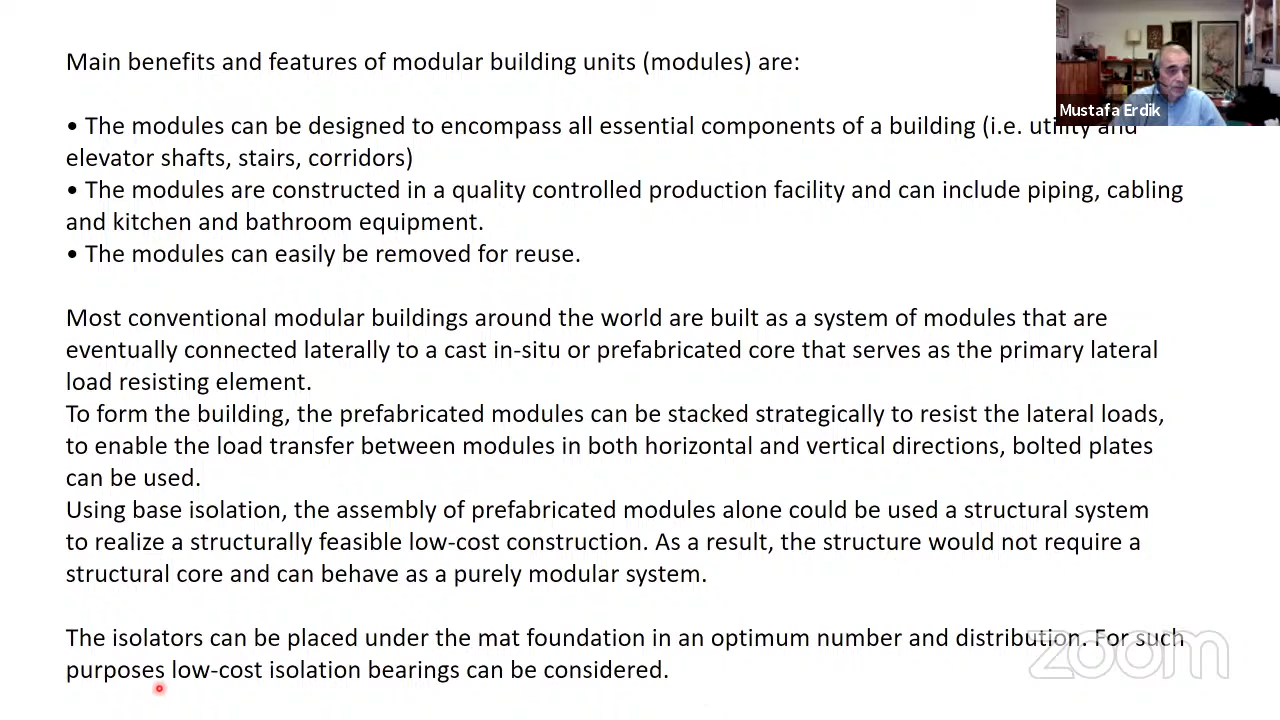 Main benefits and features of modular building units (modules) are:
Mustafa Erdik
• The modules can be designed to encompass all essential components of a building (i.e. utility and
elevator shafts, stairs, corridors)
• The modules are constructed in a quality controlled production facility and can include piping, cabling
and kitchen and bathroom equipment.
• The modules can easily be removed for reuse.
Most conventional modular buildings around the world are built as a system of modules that are
eventually connected laterally to a cast in-situ or prefabricated core that serves as the primary lateral
load resisting element.
To form the building, the prefabricated modules can be stacked strategically to resist the lateral loads,
to enable the load transfer between modules in both horizontal and vertical directions, bolted plates
can be used.
Using base isolation, the assembly of prefabricated modules alone could be used a structural system
to realize a structurally feasible low-cost construction. As a result, the structure would not require a
structural core and can behave as a purely modular system.
The isolators can be placed under the mat foundation in an optimum number and distribution. For such
purposes low-cost isolation bearings can be considered.
zoom